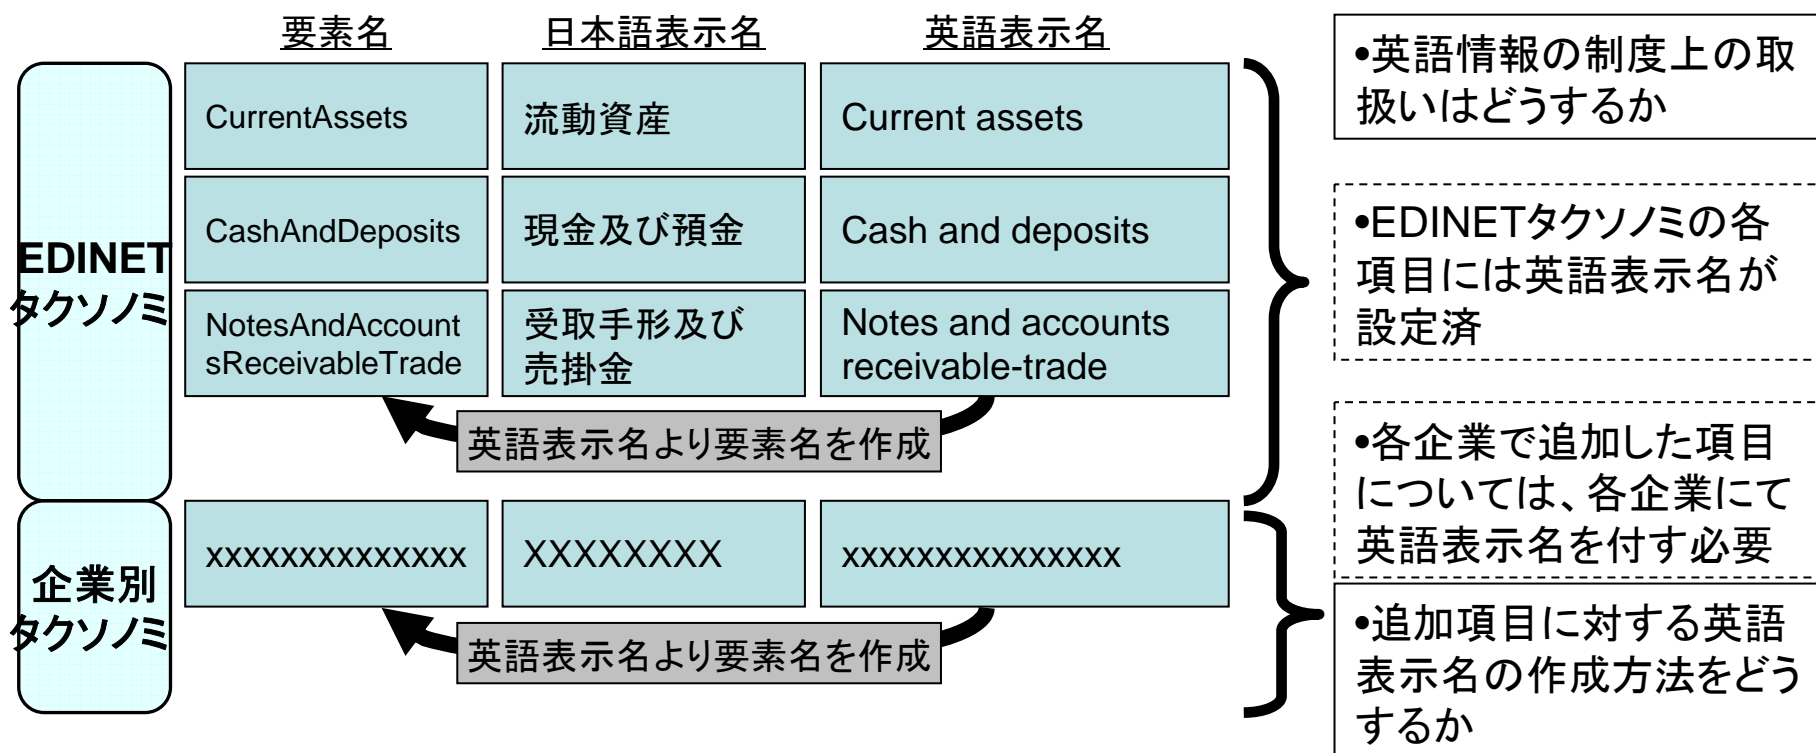 要素名 日本語表示名 英語表示名
EDINET
タクソノミ
CurrentAssets 流動資産 Current assets
CashAndDeposits 現金及び預金 Cash and deposits
NotesAndAccount
sReceivableTrade
受取手形及び
売掛金
Notes and accounts
receivable-trade
英語表示名より要素名を作成
企業別
タクソノミ
xxxxxxxxxxxxxx XXXXXXXX xxxxxxxxxxxxxxx
英語表示名より要素名を作成
•英語情報の制度上の取
扱いはどうするか
•EDINETタクソノミの各
項目には英語表示名が
設定済
•各企業で追加した項目
については、各企業にて
英語表示名を付す必要
•追加項目に対する英語
表示名の作成方法をどう
するか